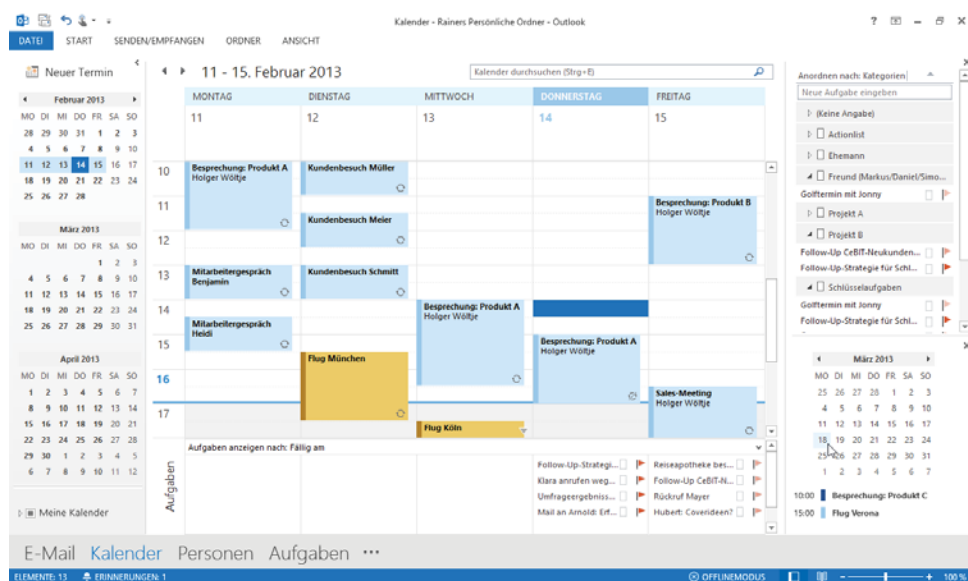 Kalender - Rainers Persönliche Ordner - Outlook
DATEI START SENDEN/EMPFANGEN ORDNER ANSICHT
Neuer Termin
Februar 2013
MO DI MI DO FR SA SO
28 29 30 31 1 2 3
4 5 6 7 8 9 10
11 12 13 14 15 16 17
18 19 20 21 22 23 24
25 26 27 28
März 2013
MO DI MI DO FR SA SO
1 2 3
4 5 6 7 8 9 10
11 12 13 14 15 16 17
18 19 20 21 22 23 24
25 26 27 28 29 30 31
April 2013
MO DI MI DO FR SA SO
1 2 3 4 5 6 7
8 9 10 11 12 13 14
15 16 17 18 19 20 21
22 23 24 25 26 27 28
29 30 1 2 3 4 5
6 7 8 9 10 11 12
Meine Kalender
11 - 15. Februar 2013
Kalender durchsuchen (Strg+E)
MONTAG DIENSTAG MITTWOCH DONNERSTAG FREITAG
11 12 13 14 15
10
11
12
13
14
15
16
17
Besprechung: Produkt A
Holger Wöltje
Mitarbeitergespräch
Benjamin
Mitarbeitergespräch
Heidi
Kundenbesuch Müller
Kundenbesuch Meier
Kundenbesuch Schmitt
Flug München
Besprechung: Produkt A
Holger Wöltje
Flug Köln
Besprechung: Produkt A
Holger Wöltje
Besprechung: Produkt B
Holger Wöltje
Sales-Meeting
Holger Wöltje
Aufgaben
Aufgaben anzeigen nach: Fällig am
Follow-Up-Strategi...
Klara anrufen weg...
Umfrageergebniss...
Mail an Arnold: Erf...
Reiseapotheke bes...
Follow-Up CeBIT-N...
Rückruf Mayer
Hubert: Coverideen?
Anordnen nach: Kategorien
Neue Aufgabe eingeben
(Keine Angabe)
Actionlist
Ehemann
Freund (Markus/Daniel/Simo...
Golftermin mit Jonny
Projekt A
Projekt B
Follow-Up CeBIT-Neukunden...
Follow-Up-Strategie für Schl...
Schlüsselaufgaben
Golftermin mit Jonny
Follow-Up-Strategie für Schl...
März 2013
MO DI MI DO FR SA SO
25 26 27 28 1 2 3
4 5 6 7 8 9 10
11 12 13 14 15 16 17
18 19 20 21 22 23 24
25 26 27 28 29 30 31
1 2 3 4 5 6 7
10:00 Besprechung: Produkt C
15:00 Flug Verona
E-Mail Kalender Personen Aufgaben ···
ELEMENTE: 13 ERINNERUNGEN: 1 OFFLINEMODUS 100 %